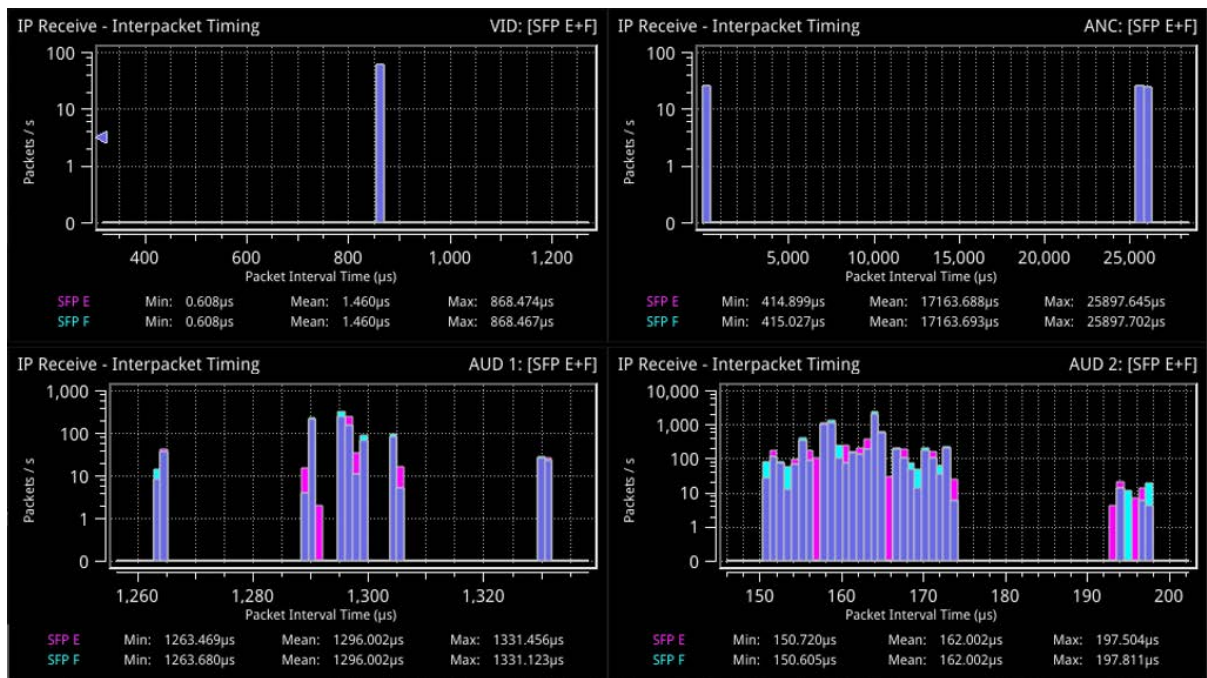 IP Receive - Interpacket Timing VID: [SFP E+F]
100
10
1
0
Packets / s
400 600 800 1,000 1,200
Packet Interval Time (µs)
SFP E Min: 0.608µs Mean: 1.460µs Max: 868.474µs
SFP F Min: 0.608µs Mean: 1.460µs Max: 868.467µs
IP Receive - Interpacket Timing ANC: [SFP E+F]
100
10
1
0
Packets / s
5,000 10,000 15,000 20,000 25,000
Packet Interval Time (µs)
SFP E Min: 414.899µs Mean: 17163.688µs Max: 25897.645µs
SFP F Min: 415.027µs Mean: 17163.693µs Max: 25897.702µs
IP Receive - Interpacket Timing AUD 1: [SFP E+F]
1,000
100
10
1
0
Packets / s
1,260 1,280 1,300 1,320
Packet Interval Time (µs)
SFP E Min: 1263.469µs Mean: 1296.002µs Max: 1331.456µs
SFP F Min: 1263.680µs Mean: 1296.002µs Max: 1331.123µs
IP Receive - Interpacket Timing AUD 2: [SFP E+F]
10,000
1,000
100
10
1
0
Packets / s
150 160 170 180 190 200
Packet Interval Time (µs)
SFP E Min: 150.720µs Mean: 162.002µs Max: 197.504µs
SFP F Min: 150.605µs Mean: 162.002µs Max: 197.811µs